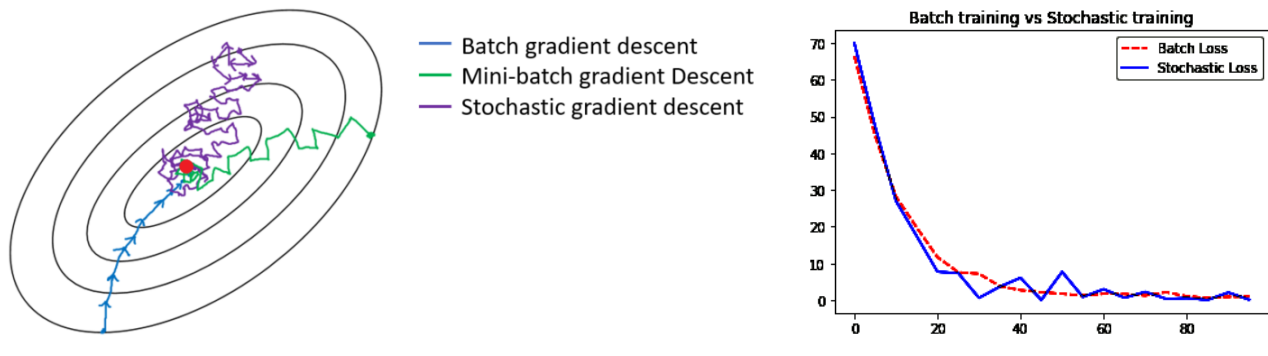 Batch gradient descent
Mini-batch gradient Descent
Stochastic gradient descent
Batch training vs Stochastic training
Batch Loss
Stochastic Loss
70
60
50
40
30
20
10
0
0 20 40 60 80